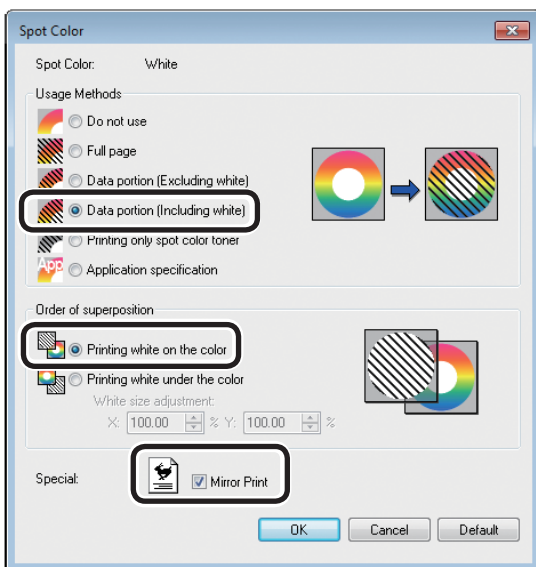 Spot Color
Spot Color: White
Usage Methods
Do not use
Full page
Data portion (Excluding white)
Data portion (Including white)
Printing only spot color toner
App Application specification
Order of superposition
Printing white on the color
Printing white under the color
White size adjustment:
X: 100.00 % Y: 100.00 %
Special: Mirror Print
OK Cancel Default